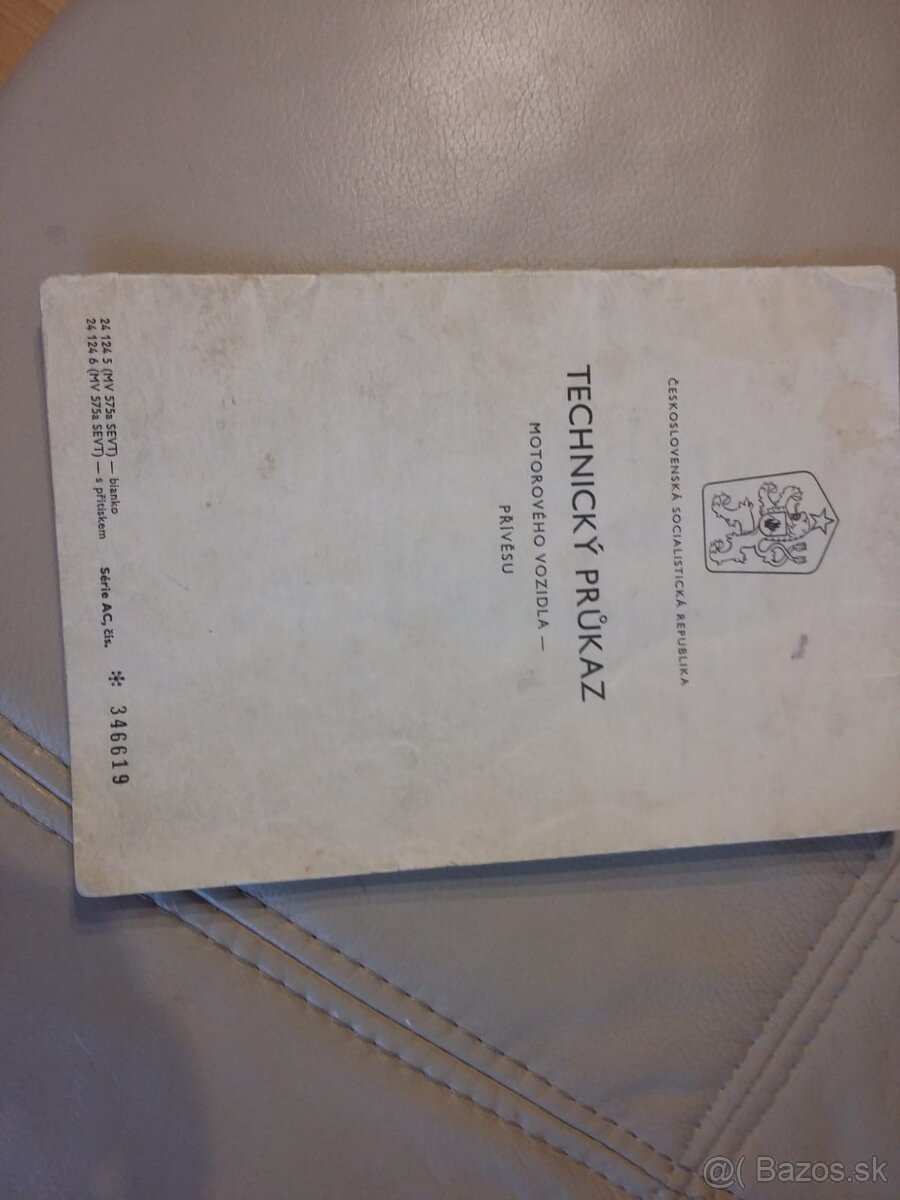 ČESKOSLOVENSKÁ SOCIALISTICKÁ REPUBLIKA
TECHNICKÝ PRŮKAZ
MOTOROVÉHO VOZIDLA —
PŘÍVĚSU
24 124 5 (MV 575a SEVT) — bianko
24 124 6 (MV 575a SEVT) — s přítiskem
Série AC, čís. 346619
@( Bazos.sk